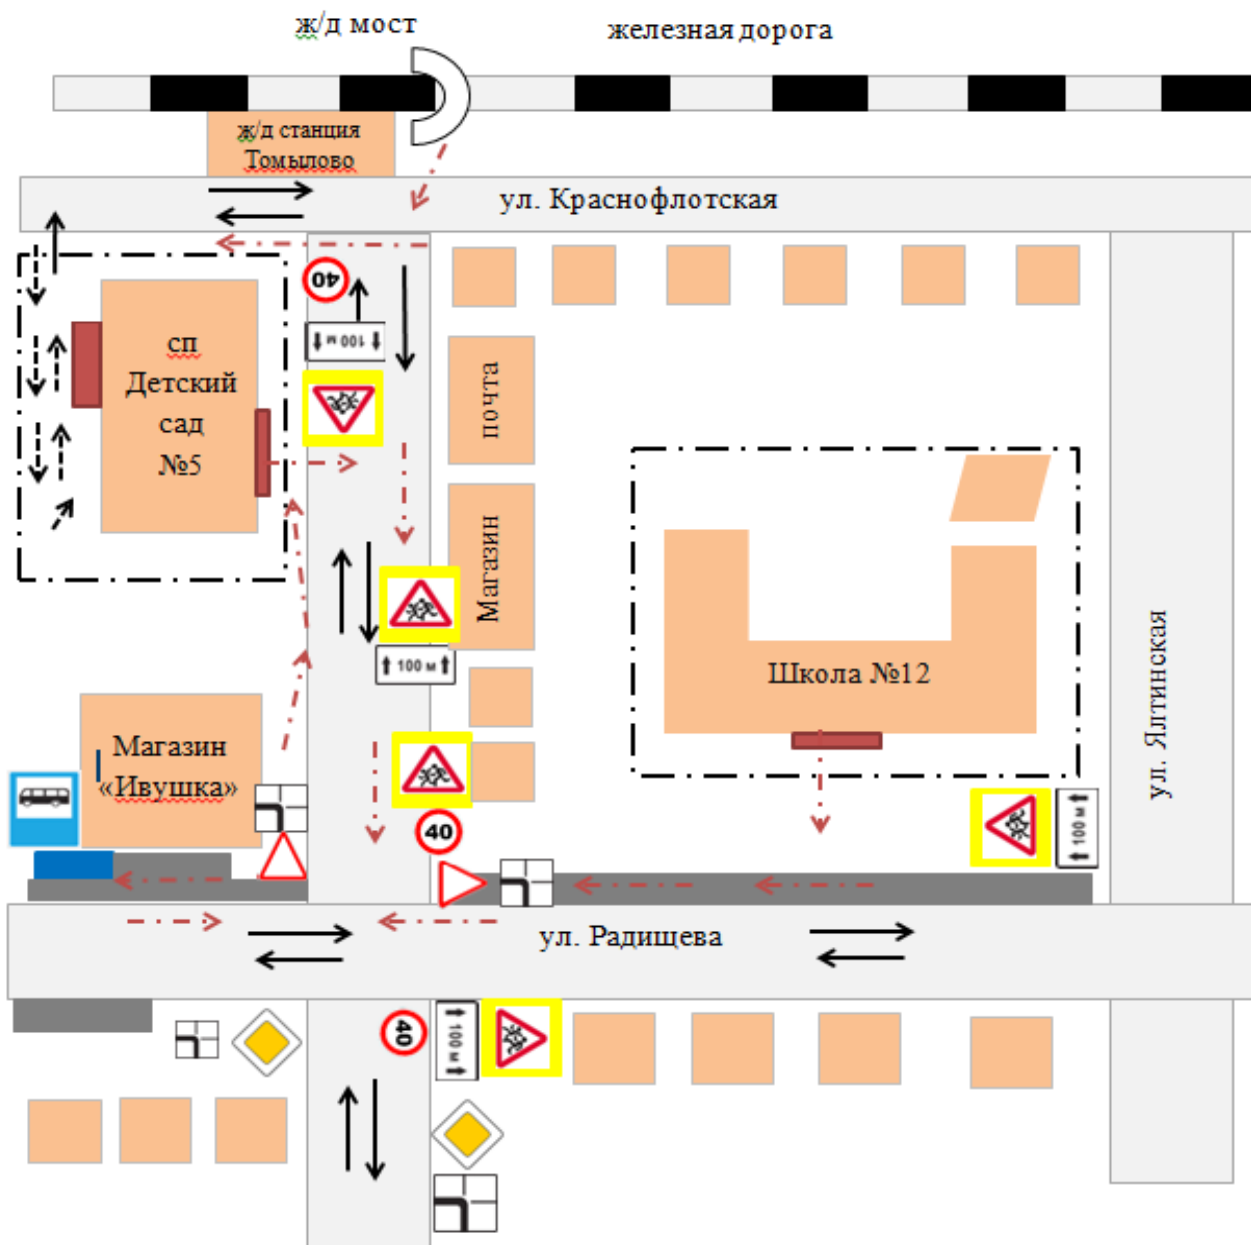 ж/д мост
железная дорога
ж/д станция
Томылово
ул. Краснофлотская
40
100 м
сп
Детский
сад
№5
почта
Магазин
100 м
Школа №12
ул. Ялтинская
Магазин
«Ивушка»
40
100 м
ул. Радищева
40
100 м